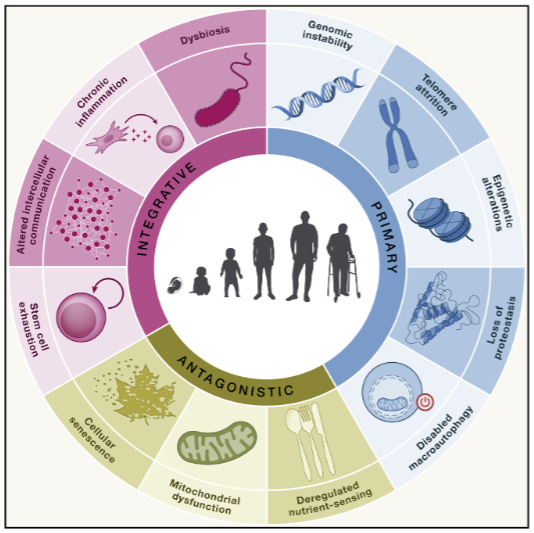 Genomic
instability
Telomere
attrition
Epigenetic
alterations
Loss of
proteostasis
Disabled
macroautophagy
Deregulated
nutrient-sensing
Mitochondrial
dysfunction
Cellular
senescence
Stem cell
exhaustion
Altered intercellular
communication
Chronic
inflammation
Dysbiosis
PRIMARY
ANTAGONISTIC
INTEGRATIVE